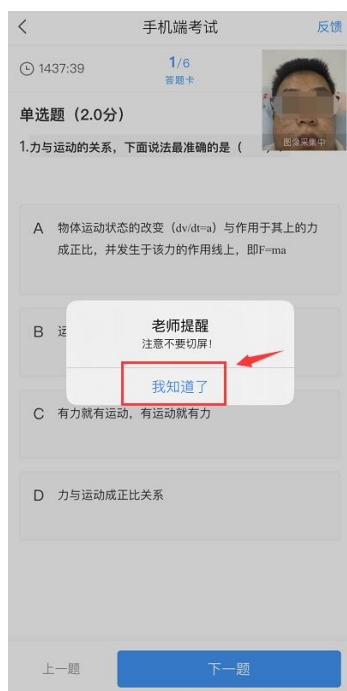 手机端考试 反馈
1437:39 1/6
答题卡
图像采集中
单选题（2.0分）
1.力与运动的关系，下面说法最准确的是（
A 物体运动状态的改变（dv/dt=a）与作用于其上的力
成正比，并发生于该力的作用线上，即F=ma
老师提醒
B 运
注意不要切屏！
我知道了
C 有力就有运动，有运动就有力
D 力与运动成正比关系
上一题 下一题